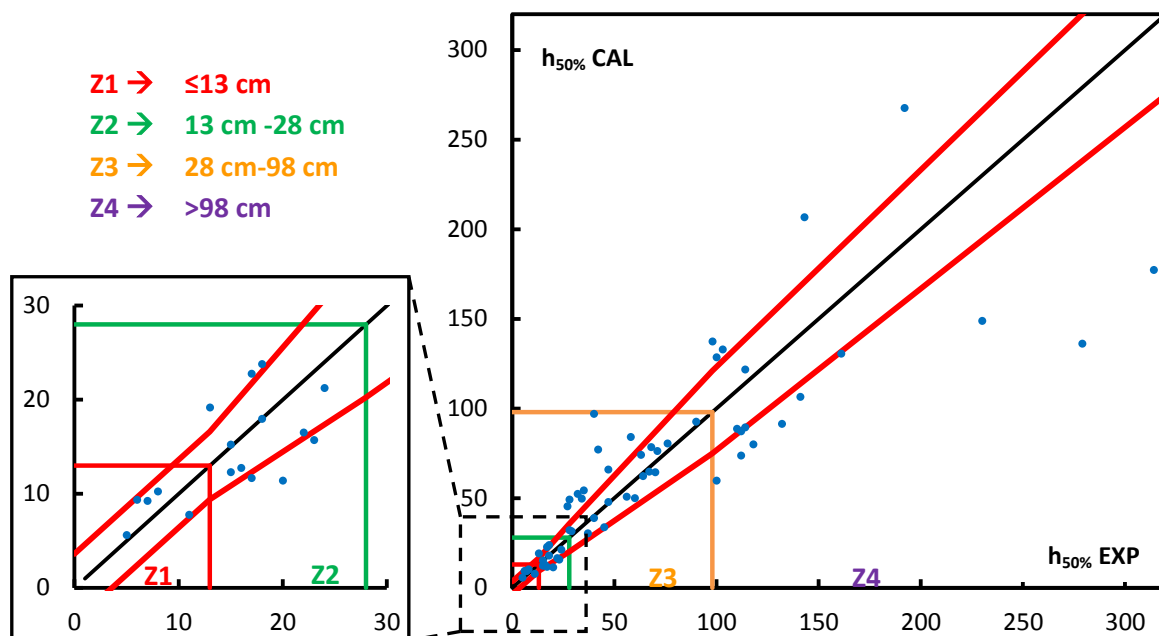 Z1 → ≤13 cm
Z2 → 13 cm -28 cm
Z3 → 28 cm-98 cm
Z4 → >98 cm
h50% CAL
300
250
200
150
100
50
0
Z3
Z4
h50% EXP
0 50 100 150 200 250 300
30
20
10
0
Z1
Z2
0 10 20 30